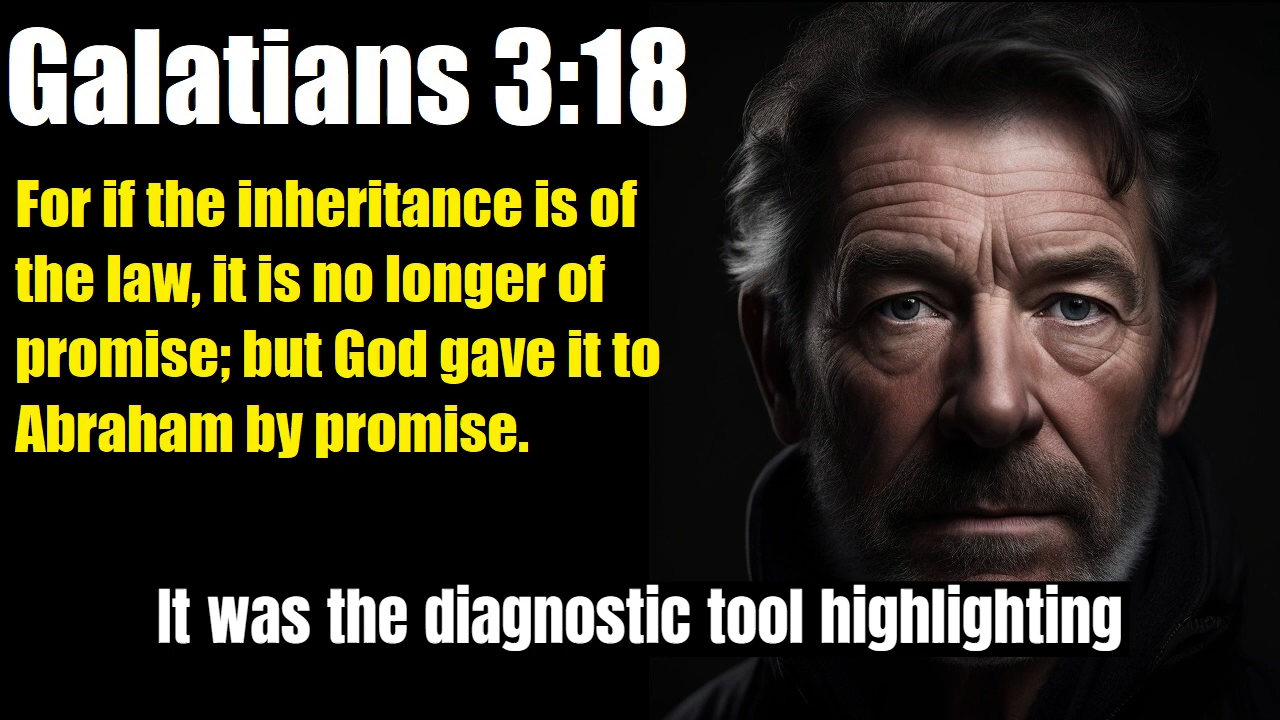 Galatians 3:18
For if the inheritance is of
the law, it is no longer of
promise; but God gave it to
Abraham by promise.
It was the diagnostic tool highlighting